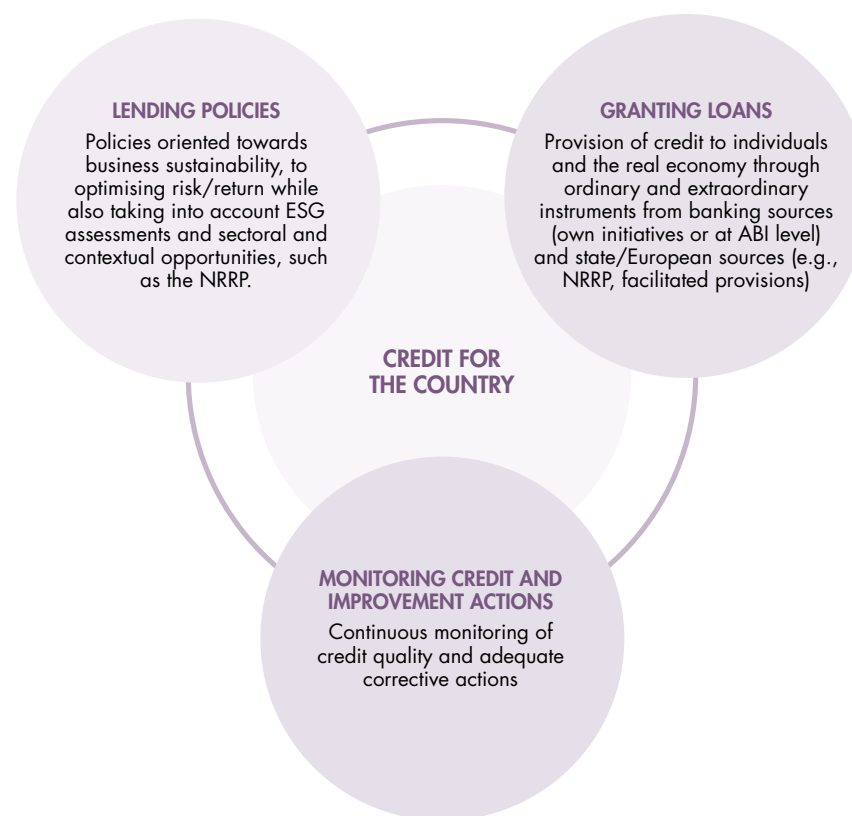 LENDING POLICIES
Policies oriented towards
business sustainability, to
optimising risk/return while
also taking into account ESG
assessments and sectoral and
contextual opportunities, such
as the NRRP.
GRANTING LOANS
Provision of credit to individuals
and the real economy through
ordinary and extraordinary
instruments from banking sources
(own initiatives or at ABI level)
and state/European sources (e.g.,
NRRP, facilitated provisions)
CREDIT FOR
THE COUNTRY
MONITORING CREDIT AND
IMPROVEMENT ACTIONS
Continuous monitoring of
credit quality and adequate
corrective actions